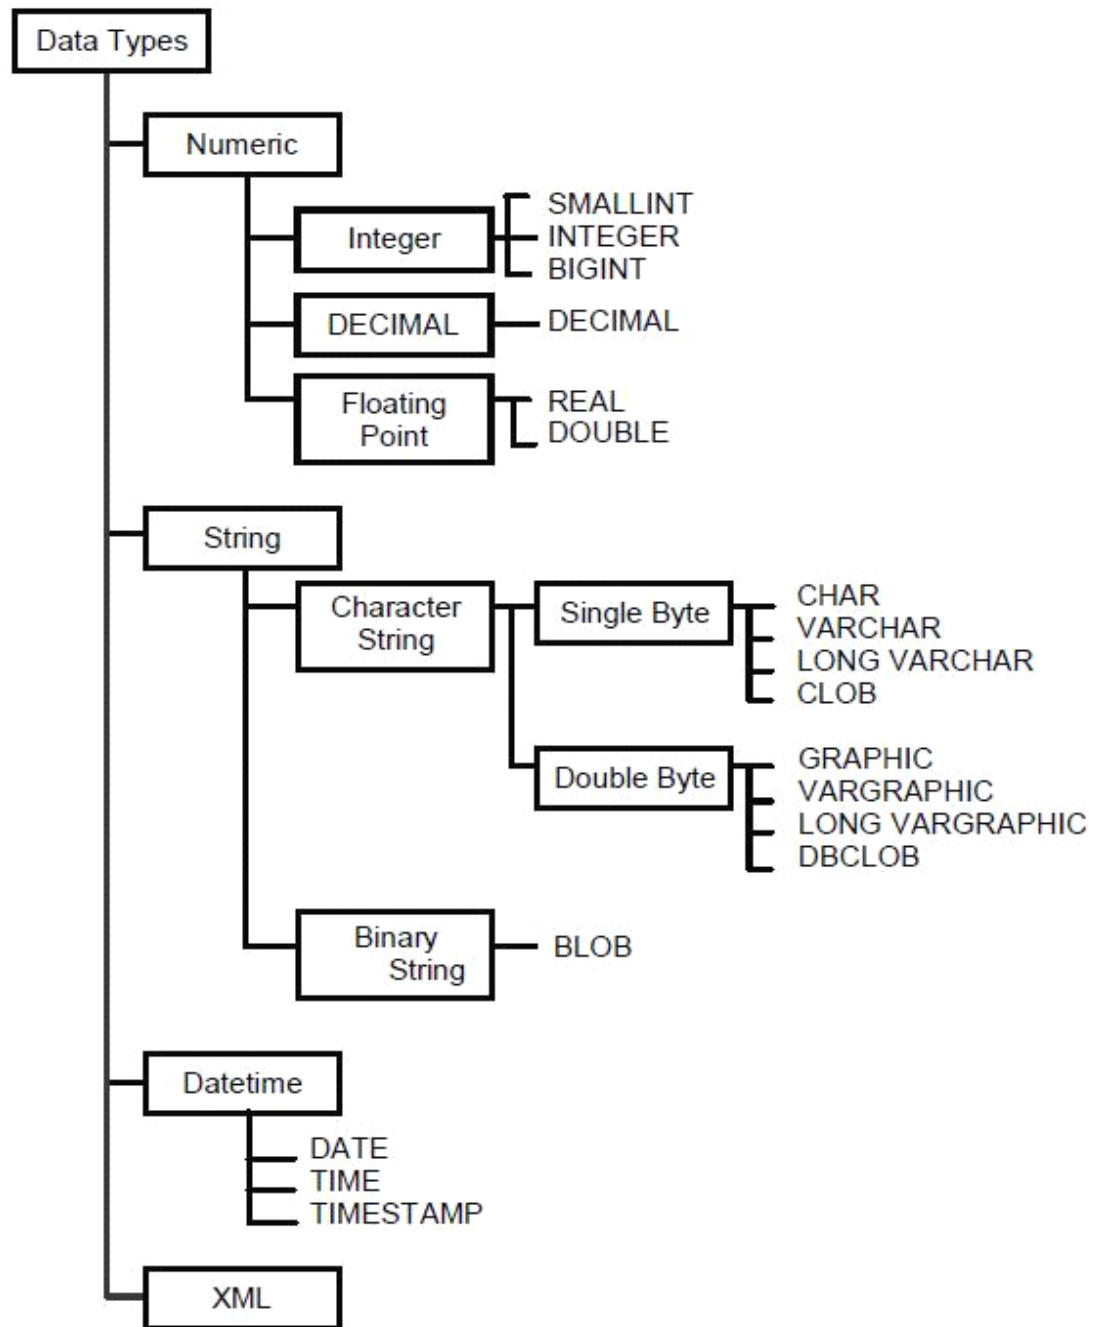 Data Types
Numeric
Integer
SMALLINT
INTEGER
BIGINT
DECIMAL
DECIMAL
Floating
Point
REAL
DOUBLE
String
Character
String
Single Byte
CHAR
VARCHAR
LONG VARCHAR
CLOB
Double Byte
GRAPHIC
VARGRAPHIC
LONG VARGRAPHIC
DBCLOB
Binary
String
BLOB
Datetime
DATE
TIME
TIMESTAMP
XML